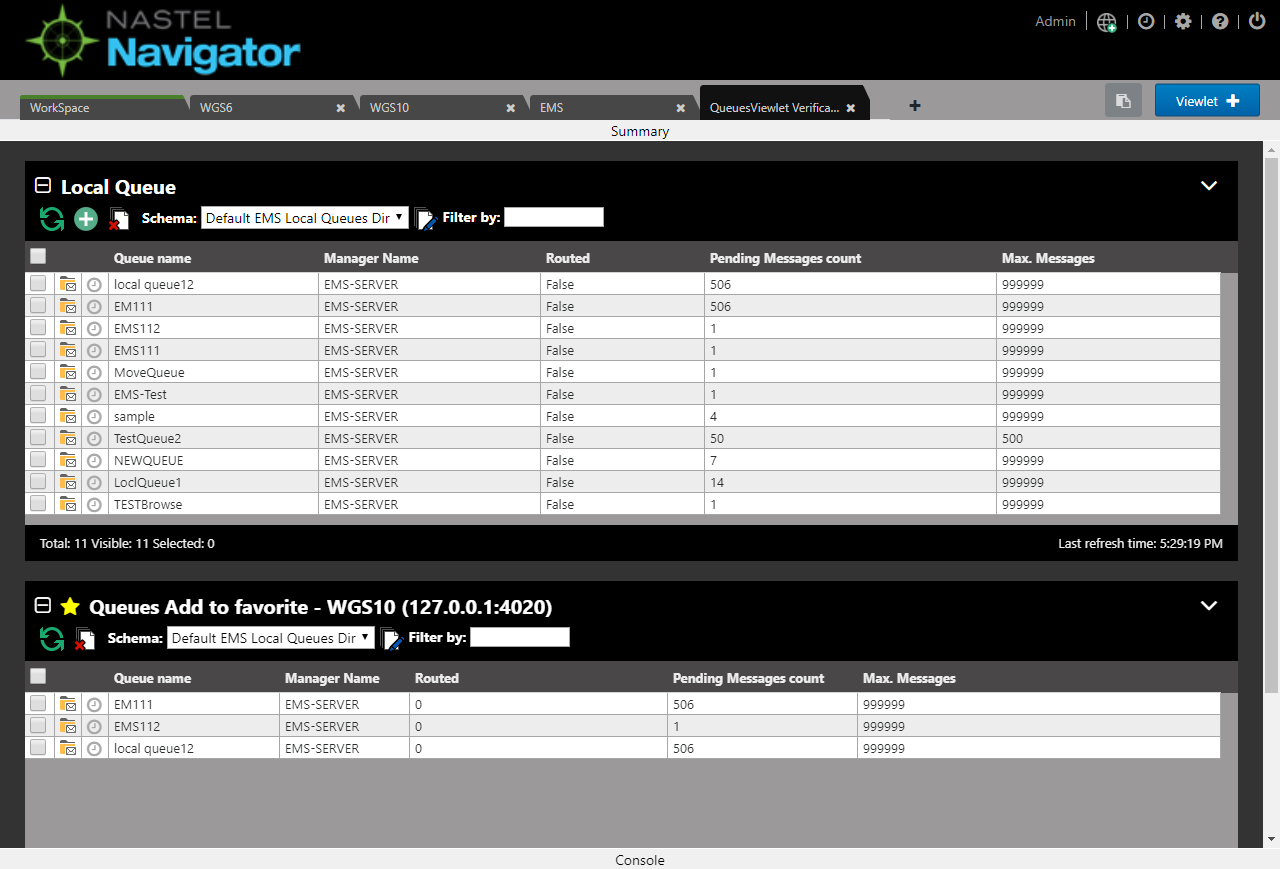 NASTEL
Navigator
Admin
WorkSpace WGS6 WGS10 EMS QueuesViewlet Verifica... Viewlet
Summary
Local Queue
Schema: Default EMS Local Queues Dir Filter by:
Queue name Manager Name Routed Pending Messages count Max. Messages
local queue12 EMS-SERVER False 506 999999
EM111 EMS-SERVER False 506 999999
EMS112 EMS-SERVER False 1 999999
EMS111 EMS-SERVER False 1 999999
MoveQueue EMS-SERVER False 1 999999
EMS-Test EMS-SERVER False 1 999999
sample EMS-SERVER False 4 999999
TestQueue2 EMS-SERVER False 50 500
NEWQUEUE EMS-SERVER False 7 999999
LoclQueue1 EMS-SERVER False 14 999999
TESTBrowse EMS-SERVER False 1 999999
Total: 11 Visible: 11 Selected: 0 Last refresh time: 5:29:19 PM
Queues Add to favorite - WGS10 (127.0.0.1:4020)
Schema: Default EMS Local Queues Dir Filter by:
Queue name Manager Name Routed Pending Messages count Max. Messages
EM111 EMS-SERVER 0 506 999999
EMS112 EMS-SERVER 0 1 999999
local queue12 EMS-SERVER 0 506 999999
Console